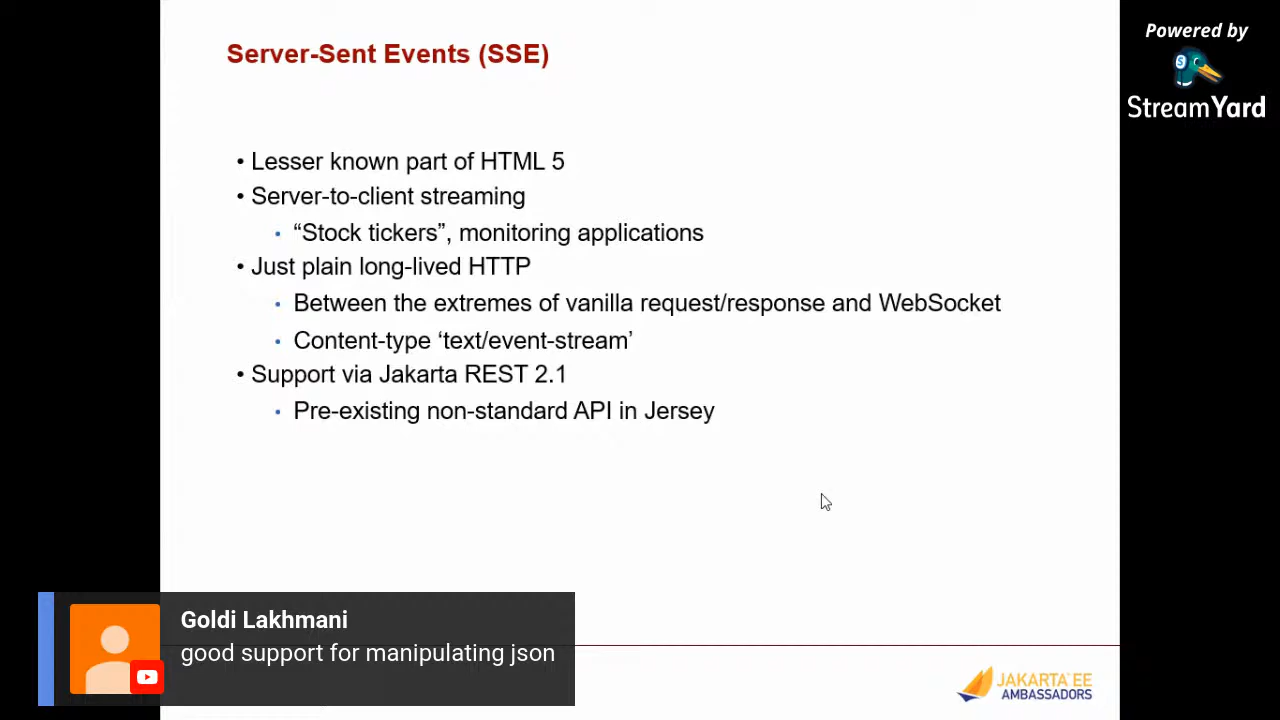 Server-Sent Events (SSE)
Powered by
StreamYard
• Lesser known part of HTML 5
• Server-to-client streaming
• “Stock tickers”, monitoring applications
• Just plain long-lived HTTP
• Between the extremes of vanilla request/response and WebSocket
• Content-type ‘text/event-stream’
• Support via Jakarta REST 2.1
• Pre-existing non-standard API in Jersey
Goldi Lakhmani
good support for manipulating json
JAKARTA EE
AMBASSADORS